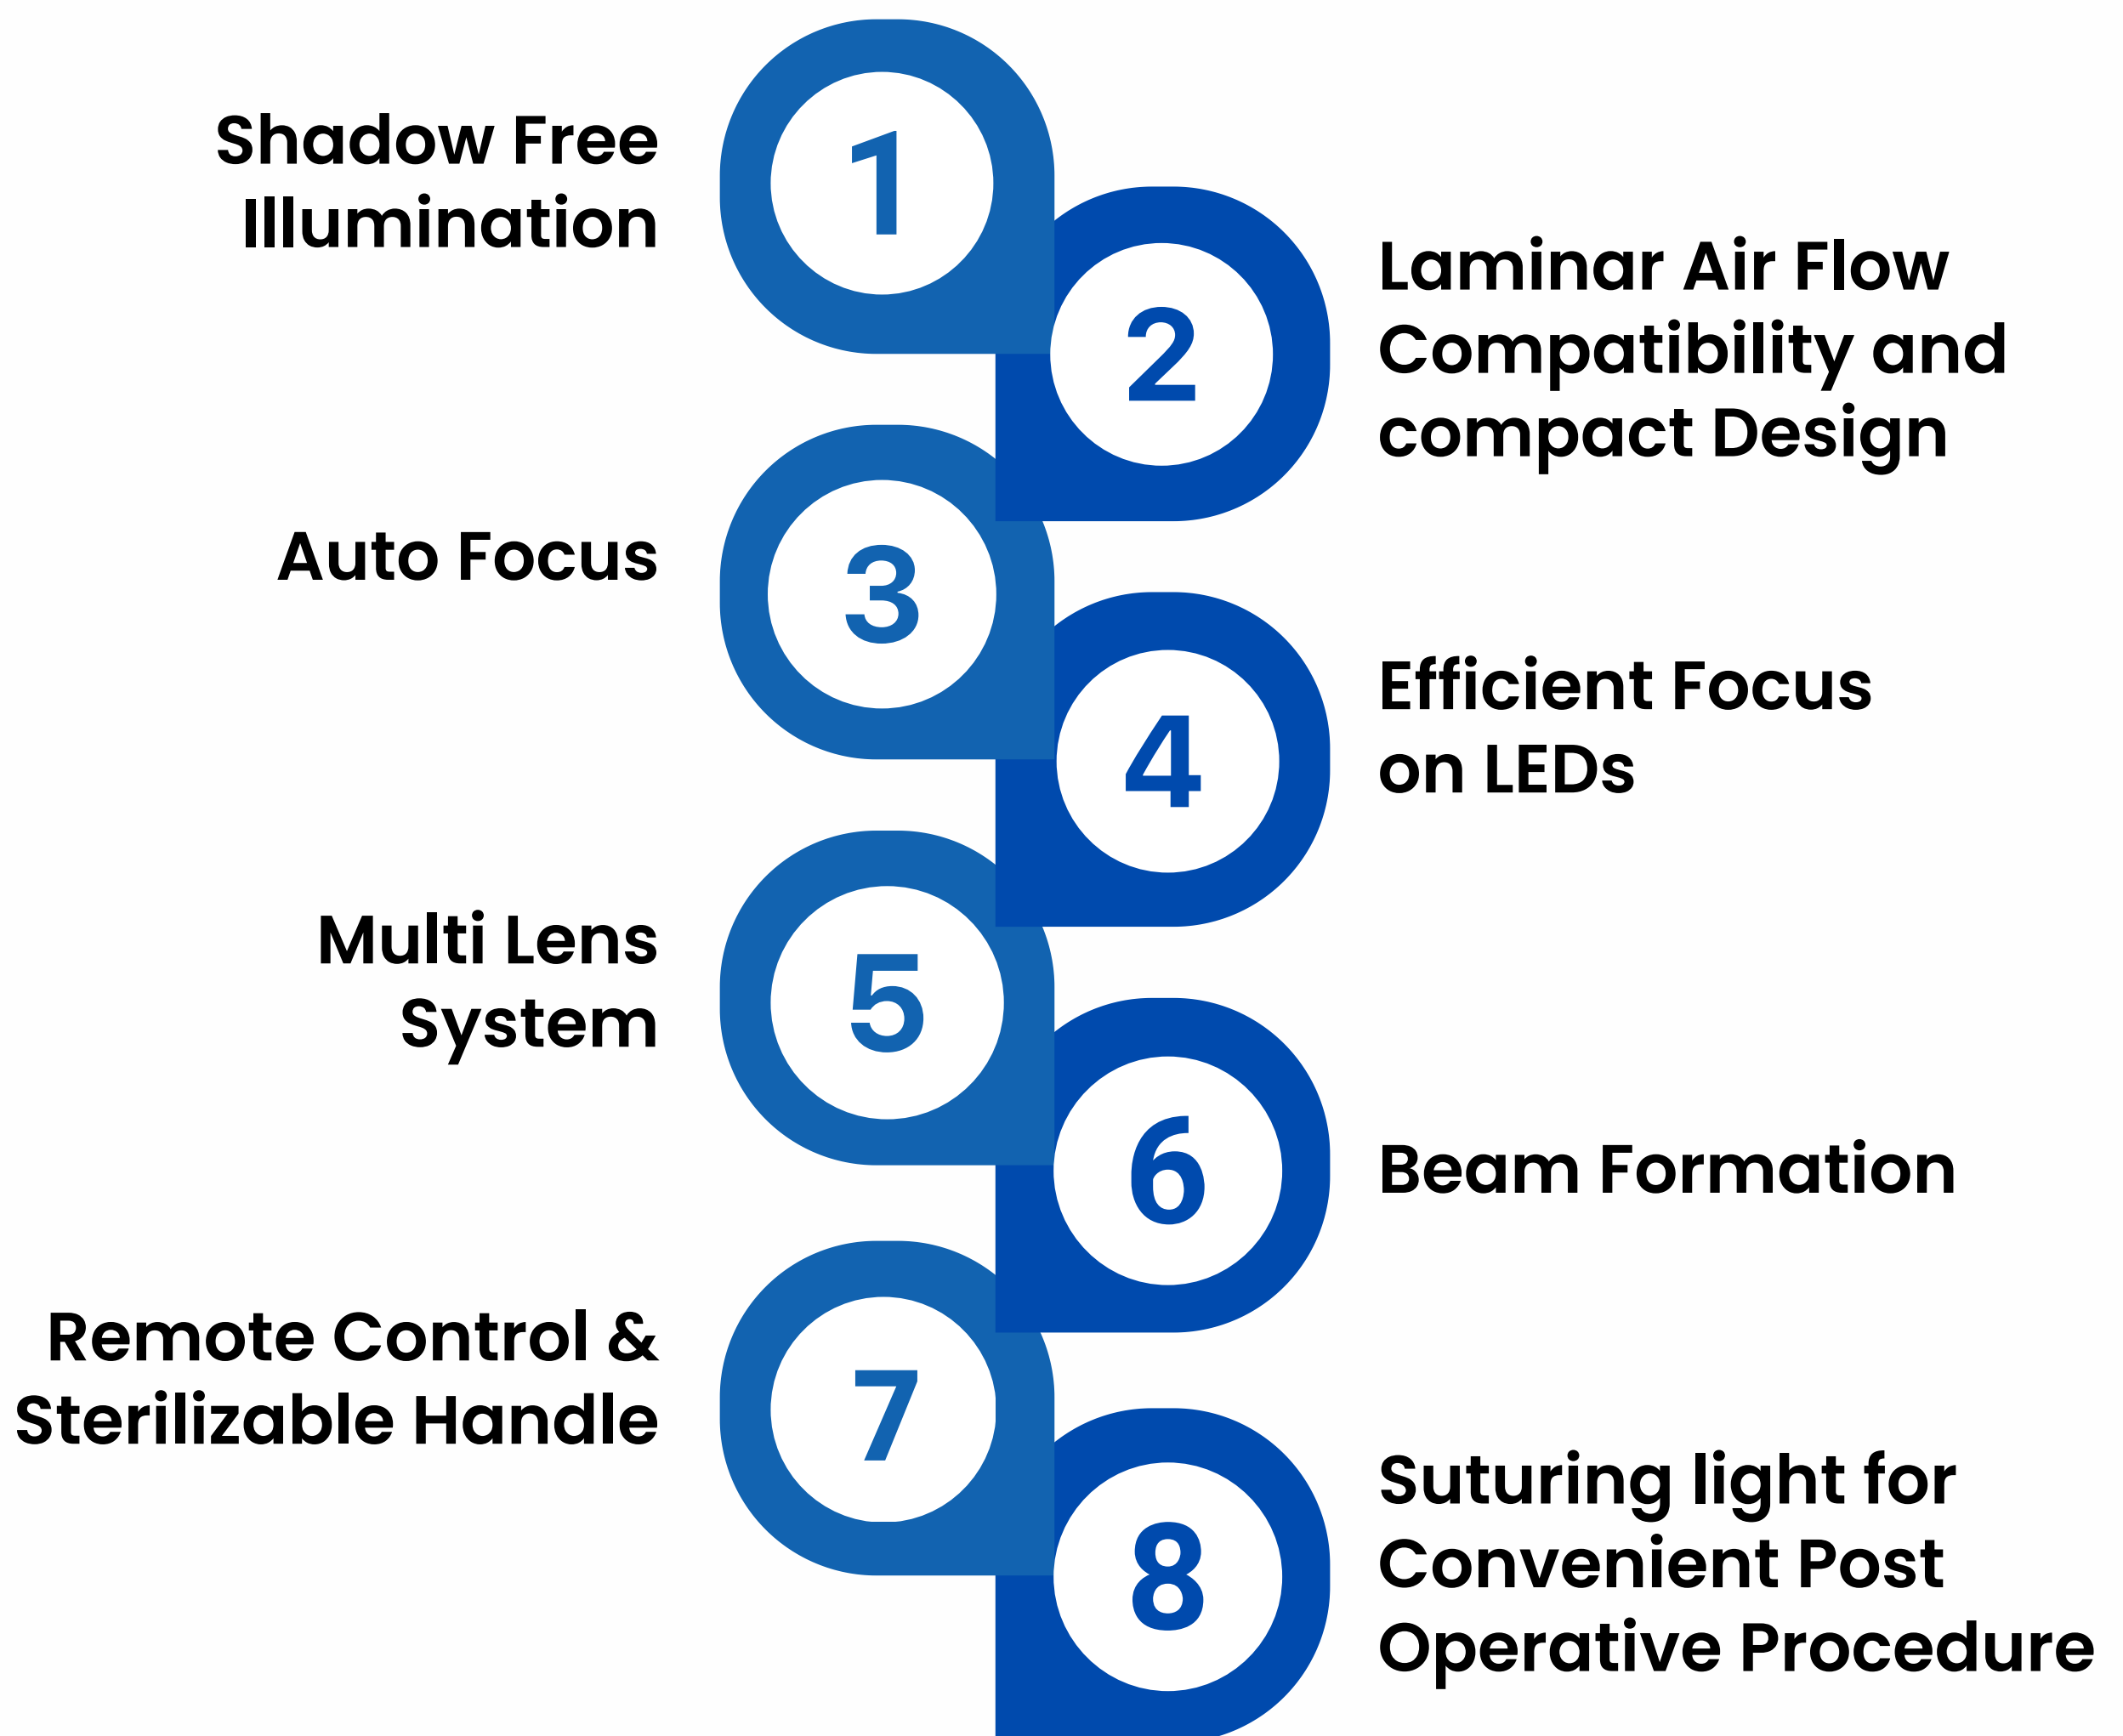 Shadow Free
Illumination
1
2
Laminar Air Flow
Compatibility and
compact Design
Auto Focus
3
4
Efficient Focus
on LEDs
Multi Lens
System
5
6
Beam Formation
Remote Control &
Sterilizable Handle
7
8
Suturing light for
Convenient Post
Operative Procedure